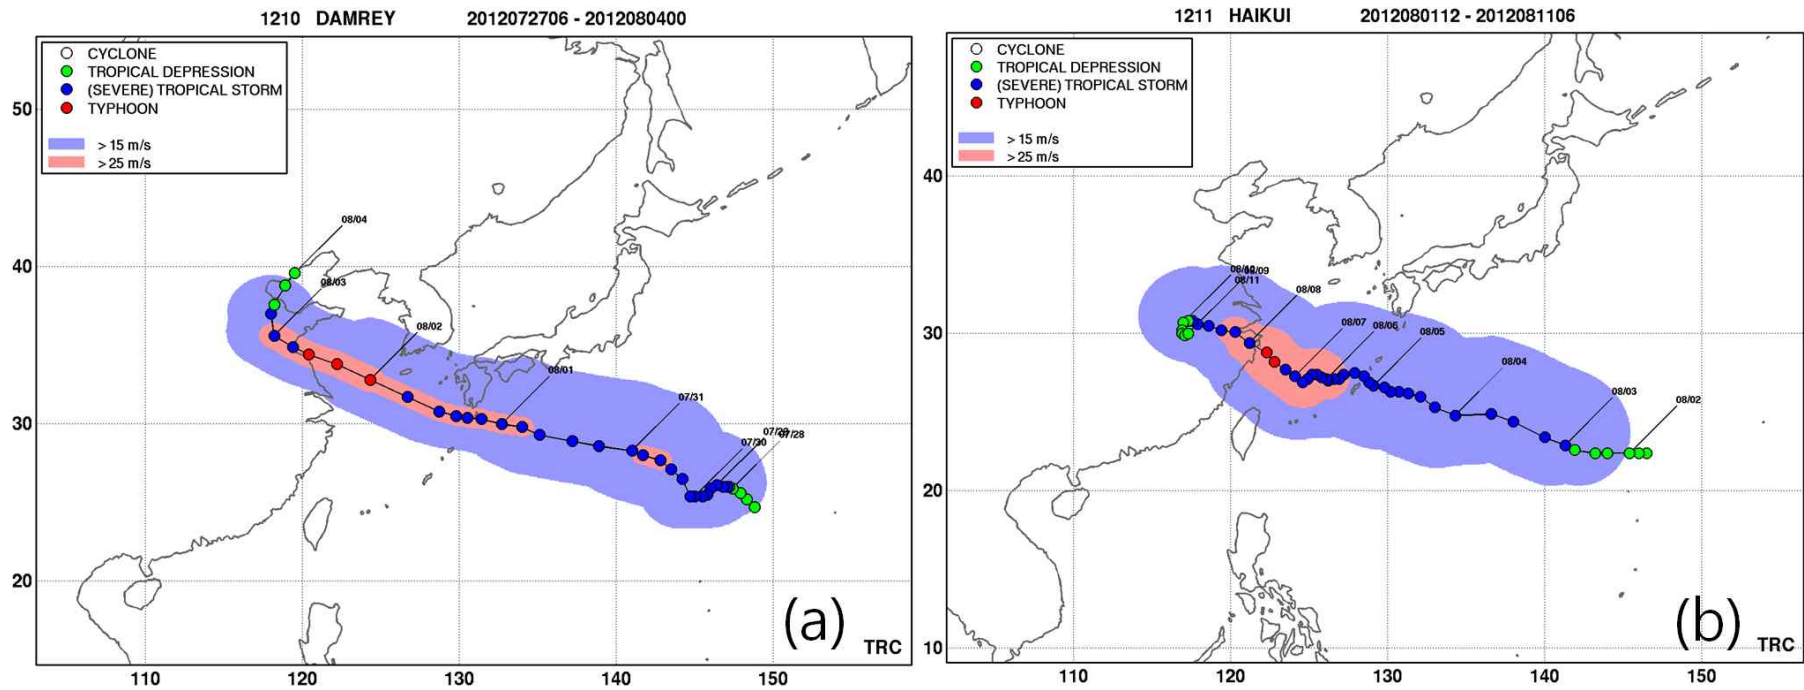 1210 DAMREY 2012072706 - 2012080400
CYCLONE
TROPICAL DEPRESSION
(SEVERE) TROPICAL STORM
TYPHOON
> 15 m/s
> 25 m/s
50
40
30
20
110
120
130
140
150
08/04
08/03
08/02
08/01
07/31
07/30
07/28
(a)
TRC
1211 HAIKUI 2012080112 - 2012081106
CYCLONE
TROPICAL DEPRESSION
(SEVERE) TROPICAL STORM
TYPHOON
> 15 m/s
> 25 m/s
40
30
20
10
110
120
130
140
150
08/09
08/11
08/08
08/07
08/06
08/05
08/04
08/03
08/02
(b)
TRC